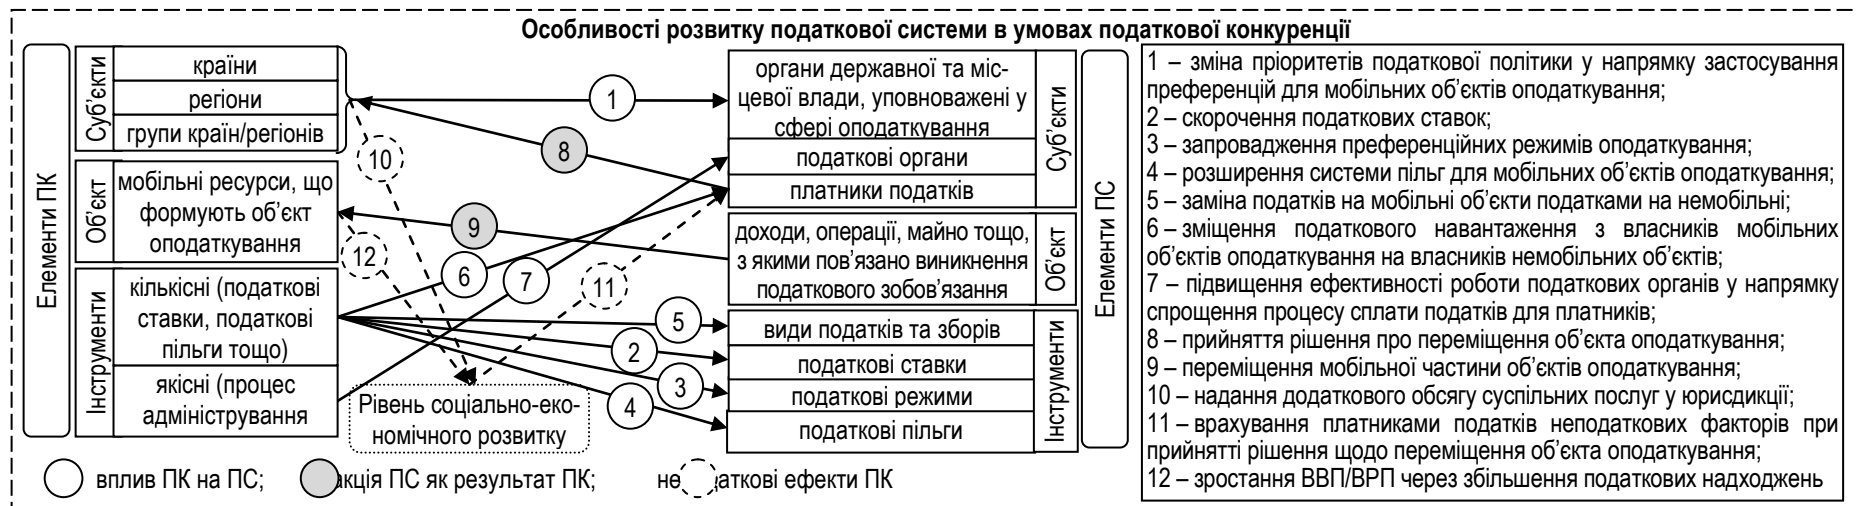 Особливості розвитку податкової системи в умовах податкової конкуренції
Елементи ПК
Суб’єкти
країни
регіони
групи країн/регіонів
Об’єкт
мобільні ресурси, що
формують об’єкт
оподаткування
Інструменти
кількісні (податкові
ставки, податкові
пільги тощо)
якісні (процес
адміністрування
1
8
10
9
12
6
7
11
5
2
3
4
Рівень соціально-еко-
номічного розвитку
органи державної та міс-
цевої влади, уповноважені у
сфері оподаткування
податкові органи
платники податків
Суб’єкти
доходи, операції, майно тощо,
з якими пов’язано виникнення
податкового зобов’язання
Об’єкт
види податків та зборів
податкові ставки
податкові режими
податкові пільги
Інструменти
Елементи ПС
1 – зміна пріоритетів податкової політики у напрямку застосування
преференцій для мобільних об’єктів оподаткування;
2 – скорочення податкових ставок;
3 – запровадження преференційних режимів оподаткування;
4 – розширення системи пільг для мобільних об’єктів оподаткування;
5 – заміна податків на мобільні об’єкти податками на немобільні;
6 – зміщення податкового навантаження з власників мобільних
об’єктів оподаткування на власників немобільних об’єктів;
7 – підвищення ефективності роботи податкових органів у напрямку
спрощення процесу сплати податків для платників;
8 – прийняття рішення про переміщення об’єкта оподаткування;
9 – переміщення мобільної частини об’єктів оподаткування;
10 – надання додаткового обсягу суспільних послуг у юрисдикції;
11 – врахування платниками податків неподаткових факторів при
прийнятті рішення щодо переміщення об’єкта оподаткування;
12 – зростання ВВП/ВРП через збільшення податкових надходжень
вплив ПК на ПС;
акція ПС як результат ПК;
не аткові ефекти ПК